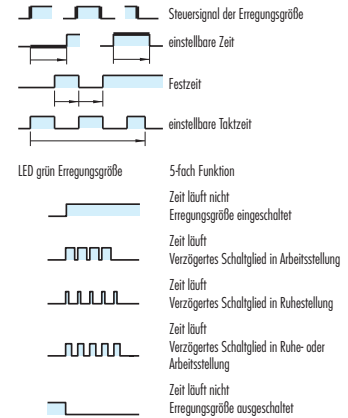 Steuersignal der Erregungsgröße
einstellbare Zeit
Festzeit
einstellbare Taktzeit
LED grün Erregungsgröße
5-fach Funktion
Zeit läuft nicht
Erregungsgröße eingeschaltet
Zeit läuft
Verzögertes Schaltglied in Arbeitsstellung
Zeit läuft
Verzögertes Schaltglied in Ruhestellung
Zeit läuft
Verzögertes Schaltglied in Ruhe- oder
Arbeitsstellung
Zeit läuft nicht
Erregungsgröße ausgeschaltet